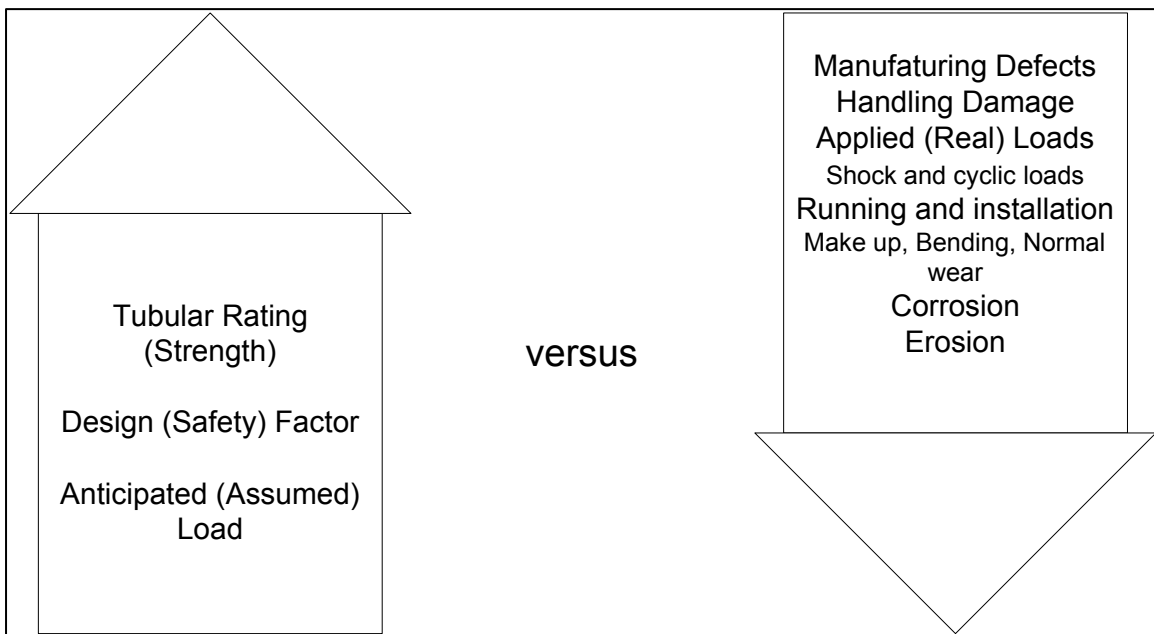 Tubular Rating
(Strength)
Design (Safety) Factor
Anticipated (Assumed)
Load
versus
Manufaturing Defects
Handling Damage
Applied (Real) Loads
Shock and cyclic loads
Running and installation
Make up, Bending, Normal
wear
Corrosion
Erosion